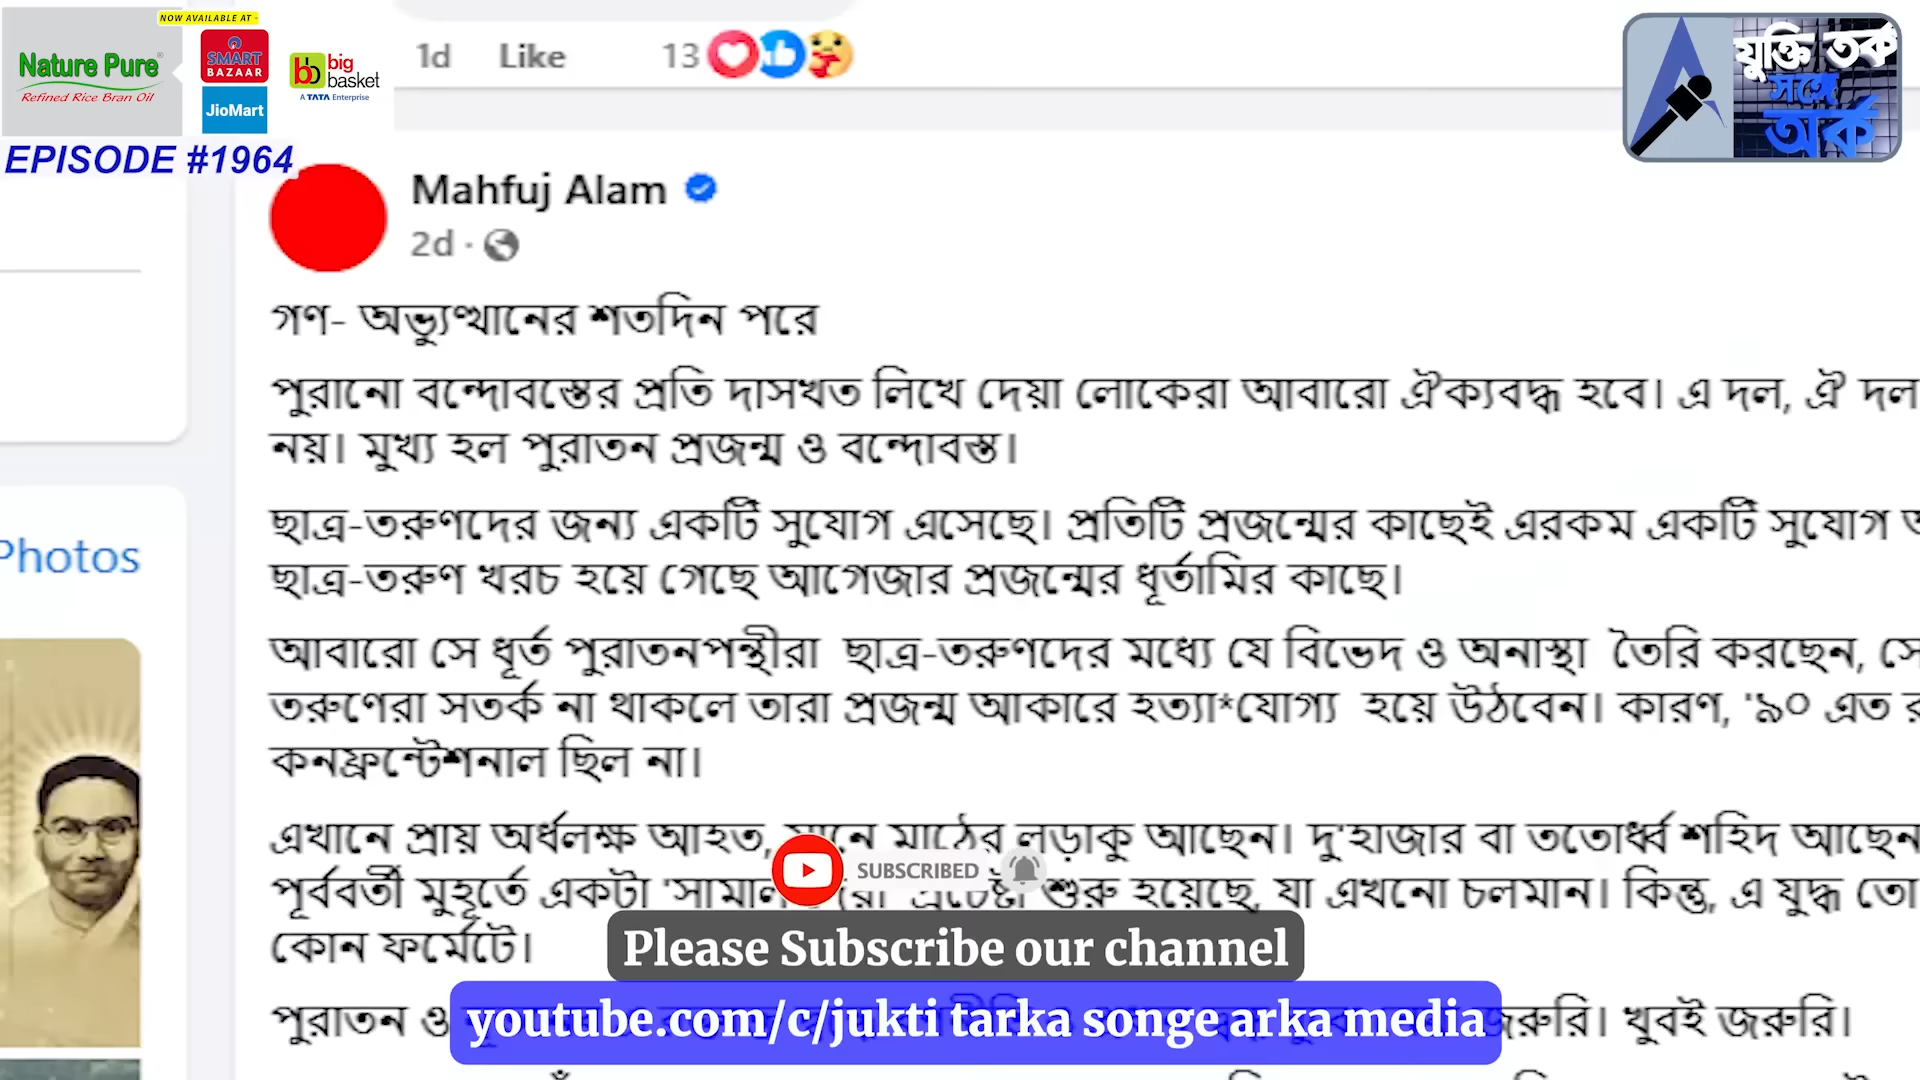 NOW AVAILABLE AT -
Nature Pure
Refined Rice Bran Oil
SMART
BAZAAR
JioMart
big
basket
A TATA Enterprise
1d Like 13
যুক্তি তর্ক
সঙ্গে
অর্ক
EPISODE #1964
Mahfuj Alam
2d
গণ- অভ্যুত্থানের শতদিন পরে
পুরানো বন্দোবস্তের প্রতি দাসখত লিখে দেয়া লোকেরা আবারো ঐক্যবদ্ধ হবে। এ দল, ঐ দল
নয়। মুখ্য হল পুরাতন প্রজন্ম ও বন্দোবস্ত।
ছাত্র-তরুণদের জন্য একটি সুযোগ এসেছে। প্রতিটি প্রজন্মের কাছেই এরকম একটি সুযোগ
ছাত্র-তরুণ খরচ হয়ে গেছে আগেজার প্রজন্মের ধূর্তামির কাছে।
Photos
আবারো সে ধূর্ত পুরাতনপন্থীরা ছাত্র-তরুণদের মধ্যে যে বিভেদ ও অনাস্থা তৈরি করছেন, সে
তরুণেরা সতর্ক না থাকলে তারা প্রজন্ম আকারে হত্যা*যোগ্য হয়ে উঠবেন। কারণ, '৯০ এত
কনফ্রন্টেশনাল ছিল না।
এখানে প্রায় অর্ধলক্ষ আহত, মানে মাঠের লড়াকু আছেন। দু'হাজার বা ততোর্ধ্ব শহিদ আছেন
SUBSCRIBED
পূর্ববর্তী মুহূর্তে একটা 'সামাল প্রচেষ্টা শুরু হয়েছে, যা এখনো চলমান। কিন্তু, এ যুদ্ধ তো
কোন ফর্মেটে।
Please Subscribe our channel
পুরাতন ও জরুরি। খুবই জরুরি।
youtube.com/c/jukti tarka songe arka media